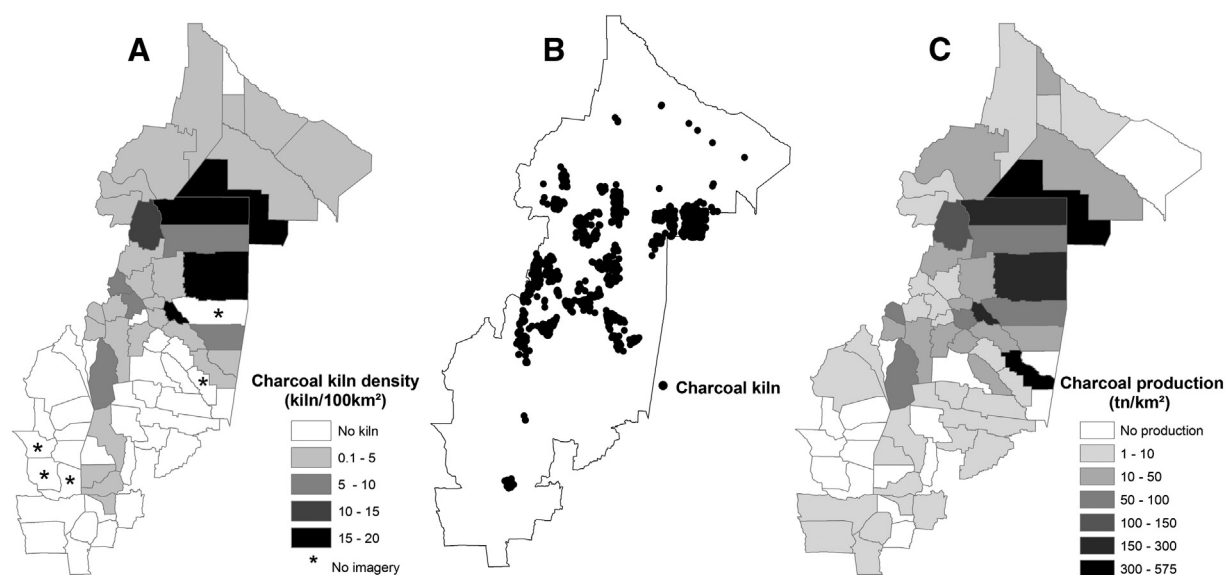 A
B
C
*
*
*
*
*
Charcoal kiln density
(kiln/100km²)
No kiln
0.1 - 5
5 - 10
10 - 15
15 - 20
* No imagery
Charcoal kiln
Charcoal production
(tn/km²)
No production
1 - 10
10 - 50
50 - 100
100 - 150
150 - 300
300 - 575